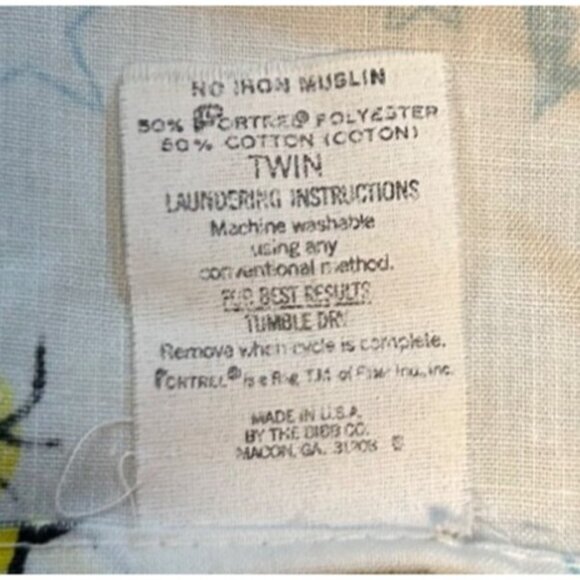 NO IRON MUSLIN
50% FORTREL® POLYESTER
50% COTTON (COTON)
TWIN
LAUNDERING INSTRUCTIONS
Machine washable
using any
conventional method.
FOR BEST RESULTS
TUMBLE DRY
Remove when cycle is complete.
FORTREL® is a Reg. T.M. of Fiber Ind., Inc.
MADE IN U.S.A.
BY THE BIBB CO.
MACON, GA.